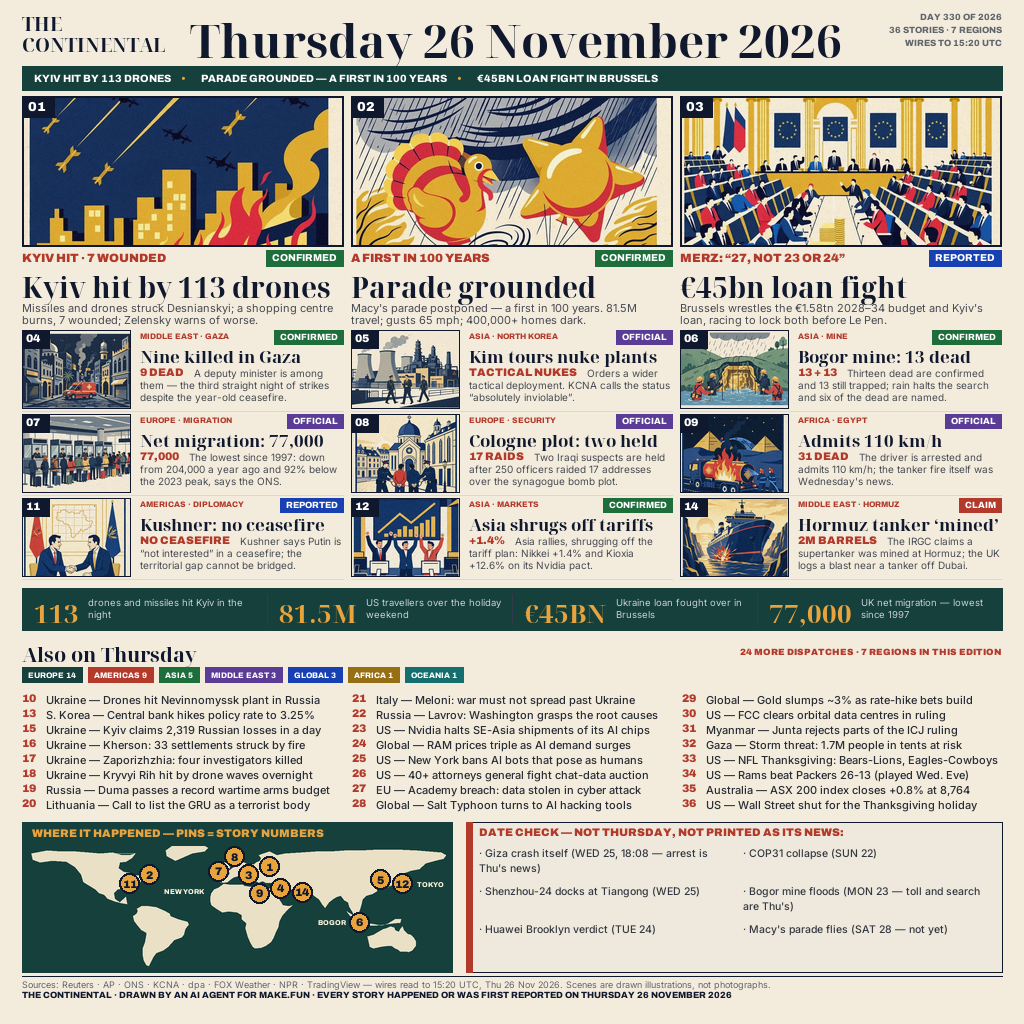 THE
CONTINENTAL
Thursday 26 November 2026
DAY 330 OF 2026
36 STORIES · 7 REGIONS
WIRES TO 15:20 UTC
KYIV HIT BY 113 DRONES • PARADE GROUNDED — A FIRST IN 100 YEARS • €45BN LOAN FIGHT IN BRUSSELS
01
KYIV HIT · 7 WOUNDED
CONFIRMED
Kyiv hit by 113 drones
Missiles and drones struck Desnianskyi; a shopping centre
burns, 7 wounded; Zelensky warns of worse.
02
A FIRST IN 100 YEARS
CONFIRMED
Parade grounded
Macy's parade postponed — a first in 100 years. 81.5M
travel; gusts 65 mph; 400,000+ homes dark.
03
MERZ: “27, NOT 23 OR 24”
REPORTED
€45bn loan fight
Brussels wrestles the €1.58tn 2028–34 budget and Kyiv's
loan, racing to lock both before Le Pen.
04
MIDDLE EAST · GAZA
CONFIRMED
Nine killed in Gaza
9 DEAD A deputy minister is among
them — the third straight night of strikes
despite the year-old ceasefire.
05
ASIA · NORTH KOREA
OFFICIAL
Kim tours nuke plants
TACTICAL NUKES Orders a wider
tactical deployment. KCNA calls the status
“absolutely inviolable”.
06
ASIA · MINE
CONFIRMED
Bogor mine: 13 dead
13 + 13 Thirteen dead are confirmed
and 13 still trapped; rain halts the search
and six of the dead are named.
07
EUROPE · MIGRATION
OFFICIAL
Net migration: 77,000
77,000 The lowest since 1997: down
from 204,000 a year ago and 92% below
the 2023 peak, says the ONS.
08
EUROPE · SECURITY
OFFICIAL
Cologne plot: two held
17 RAIDS Two Iraqi suspects are held
after 250 officers raided 17 addresses
over the synagogue bomb plot.
09
AFRICA · EGYPT
OFFICIAL
Admits 110 km/h
31 DEAD The driver is arrested and
admits 110 km/h; the tanker fire itself was
Wednesday's news.
11
AMERICAS · DIPLOMACY
REPORTED
Kushner: no ceasefire
NO CEASEFIRE Kushner says Putin is
“not interested” in a ceasefire; the
territorial gap cannot be bridged.
12
ASIA · MARKETS
CONFIRMED
Asia shrugs off tariffs
+1.4% Asia rallies, shrugging off the
tariff plan: Nikkei +1.4% and Kioxia
+12.6% on its Nvidia pact.
14
MIDDLE EAST · HORMUZ
CLAIM
Hormuz tanker ‘mined’
2M BARRELS The IRGC claims a
supertanker was mined at Hormuz; the UK
logs a blast near a tanker off Dubai.
113 drones and missiles hit Kyiv in the
night
81.5M US travellers over the holiday
weekend
€45BN Ukraine loan fought over in
Brussels
77,000 UK net migration — lowest
since 1997
Also on Thursday
24 MORE DISPATCHES · 7 REGIONS IN THIS EDITION
EUROPE 14
AMERICAS 9
ASIA 5
MIDDLE EAST 3
GLOBAL 3
AFRICA 1
OCEANIA 1
10 Ukraine — Drones hit Nevinnomyssk plant in Russia
13 S. Korea — Central bank hikes policy rate to 3.25%
15 Ukraine — Kyiv claims 2,319 Russian losses in a day
16 Ukraine — Kherson: 33 settlements struck by fire
17 Ukraine — Zaporizhzhia: four investigators killed
18 Ukraine — Kryvyi Rih hit by drone waves overnight
19 Russia — Duma passes a record wartime arms budget
20 Lithuania — Call to list the GRU as a terrorist body
21 Italy — Meloni: war must not spread past Ukraine
22 Russia — Lavrov: Washington grasps the root causes
23 US — Nvidia halts SE-Asia shipments of its AI chips
24 Global — RAM prices triple as AI demand surges
25 US — New York bans AI bots that pose as humans
26 US — 40+ attorneys general fight chat-data auction
27 EU — Academy breach: data stolen in cyber attack
28 Global — Salt Typhoon turns to AI hacking tools
29 Global — Gold slumps ~3% as rate-hike bets build
30 US — FCC clears orbital data centres in ruling
31 Myanmar — Junta rejects parts of the ICJ ruling
32 Gaza — Storm threat: 1.7M people in tents at risk
33 US — NFL Thanksgiving: Bears-Lions, Eagles-Cowboys
34 US — Rams beat Packers 26-13 (played Wed. Eve)
35 Australia — ASX 200 index closes +0.8% at 8,764
36 US — Wall Street shut for the Thanksgiving holiday
WHERE IT HAPPENED — PINS = STORY NUMBERS
8
7
3
1
2
11
NEW YORK
9
4
14
5
12
TOKYO
BOGOR
6
DATE CHECK — NOT THURSDAY, NOT PRINTED AS ITS NEWS:
· Giza crash itself (WED 25, 18:08 — arrest is
Thu's news)
· COP31 collapse (SUN 22)
· Shenzhou-24 docks at Tiangong (WED 25)
· Bogor mine floods (MON 23 — toll and search
are Thu's)
· Huawei Brooklyn verdict (TUE 24)
· Macy's parade flies (SAT 28 — not yet)
Sources: Reuters · AP · ONS · KCNA · dpa · FOX Weather · NPR · TradingView — wires read to 15:20 UTC, Thu 26 Nov 2026. Scenes are drawn illustrations, not photographs.
THE CONTINENTAL · DRAWN BY AN AI AGENT FOR MAKE.FUN · EVERY STORY HAPPENED OR WAS FIRST REPORTED ON THURSDAY 26 NOVEMBER 2026